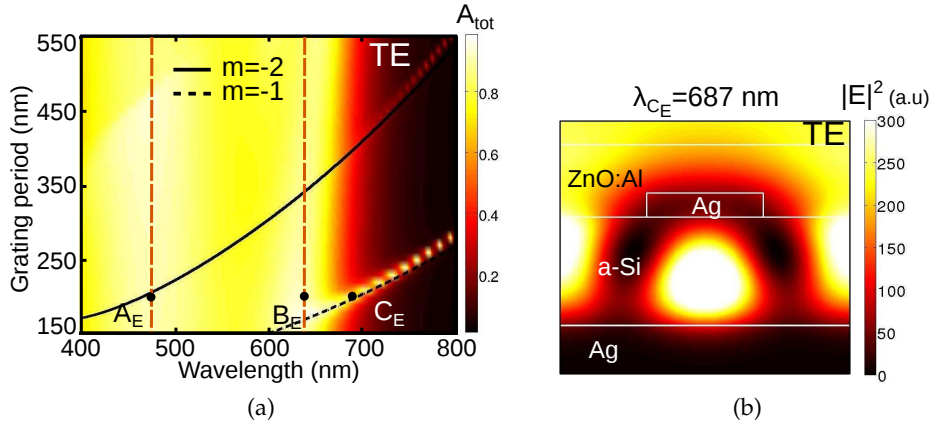 A_tot
TE
m=-2
m=-1
Grating period (nm)
550
450
350
250
150
A_E
B_E
C_E
400 500 600 700 800
Wavelength (nm)
0.8
0.6
0.4
0.2
(a)
λ_CE=687 nm
|E|² (a.u)
TE
ZnO:Al
Ag
a-Si
Ag
300
250
200
150
100
50
0
(b)